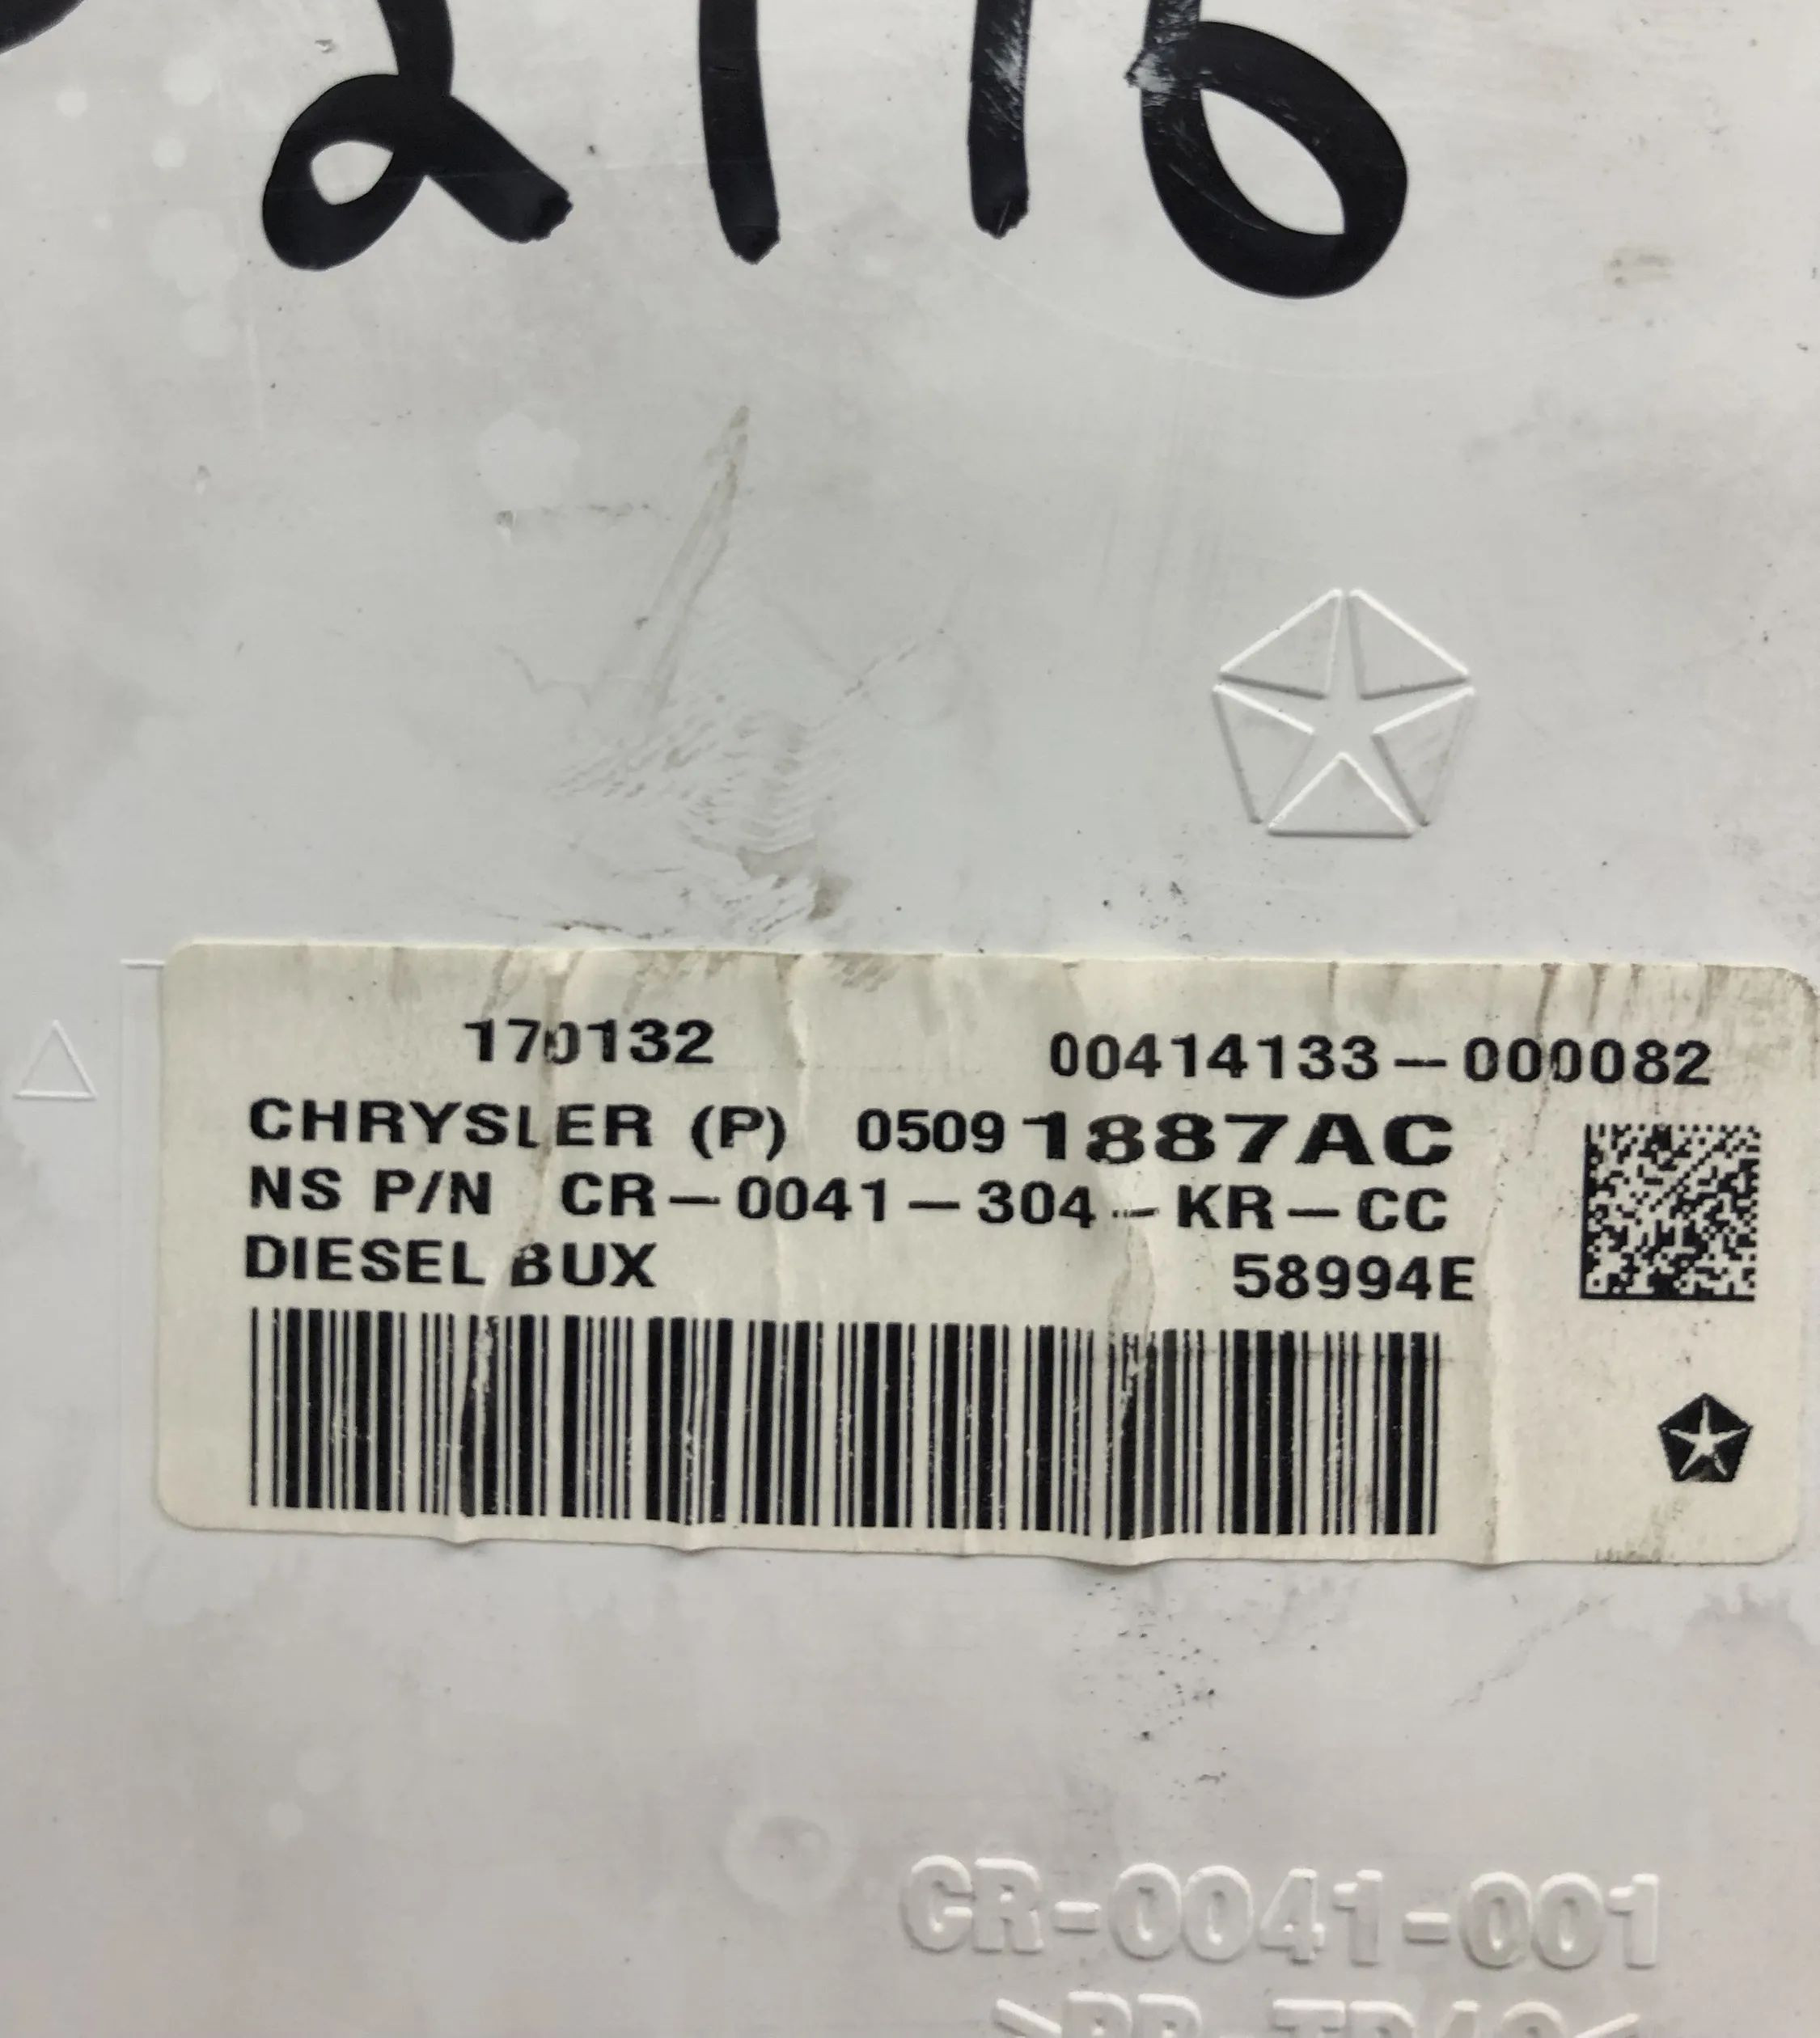 2116
170132 00414133-000082
CHRYSLER (P) 05091887AC
NS P/N CR-0041-304-KR-CC
DIESEL BUX 58994E
CR-0041-001